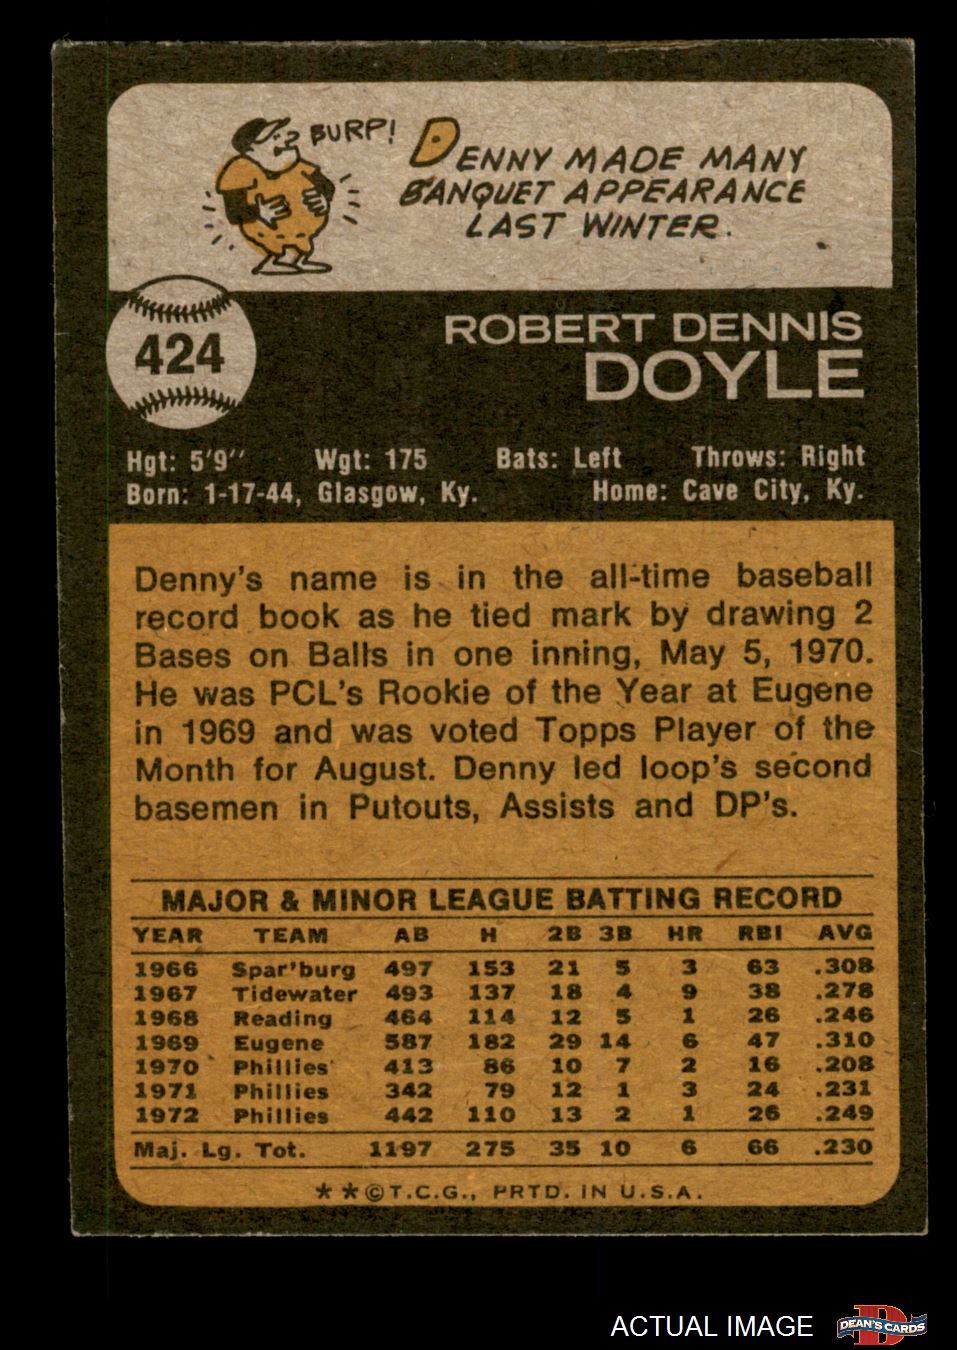 BURP!
DENNY MADE MANY
BANQUET APPEARANCE
LAST WINTER.
424
ROBERT DENNIS
DOYLE
Hgt: 5'9" Wgt: 175 Bats: Left Throws: Right
Born: 1-17-44, Glasgow, Ky. Home: Cave City, Ky.
Denny's name is in the all-time baseball
record book as he tied mark by drawing 2
Bases on Balls in one inning, May 5, 1970.
He was PCL's Rookie of the Year at Eugene
in 1969 and was voted Topps Player of the
Month for August. Denny led loop's second
basemen in Putouts, Assists and DP's.
MAJOR & MINOR LEAGUE BATTING RECORD
YEAR TEAM AB H 2B 3B HR RBI AVG
1966 Spar'burg 497 153 21 5 3 63 .308
1967 Tidewater 493 137 18 4 9 38 .278
1968 Reading 464 114 12 5 1 26 .246
1969 Eugene 587 182 29 14 6 47 .310
1970 Phillies 413 86 10 7 2 16 .208
1971 Phillies 342 79 12 1 3 24 .231
1972 Phillies 442 110 13 2 1 26 .249
Maj. Lg. Tot. 1197 275 35 10 6 66 .230
★★©T.C.G., PRTD. IN U.S.A.
ACTUAL IMAGE
D
DEAN'S CARDS